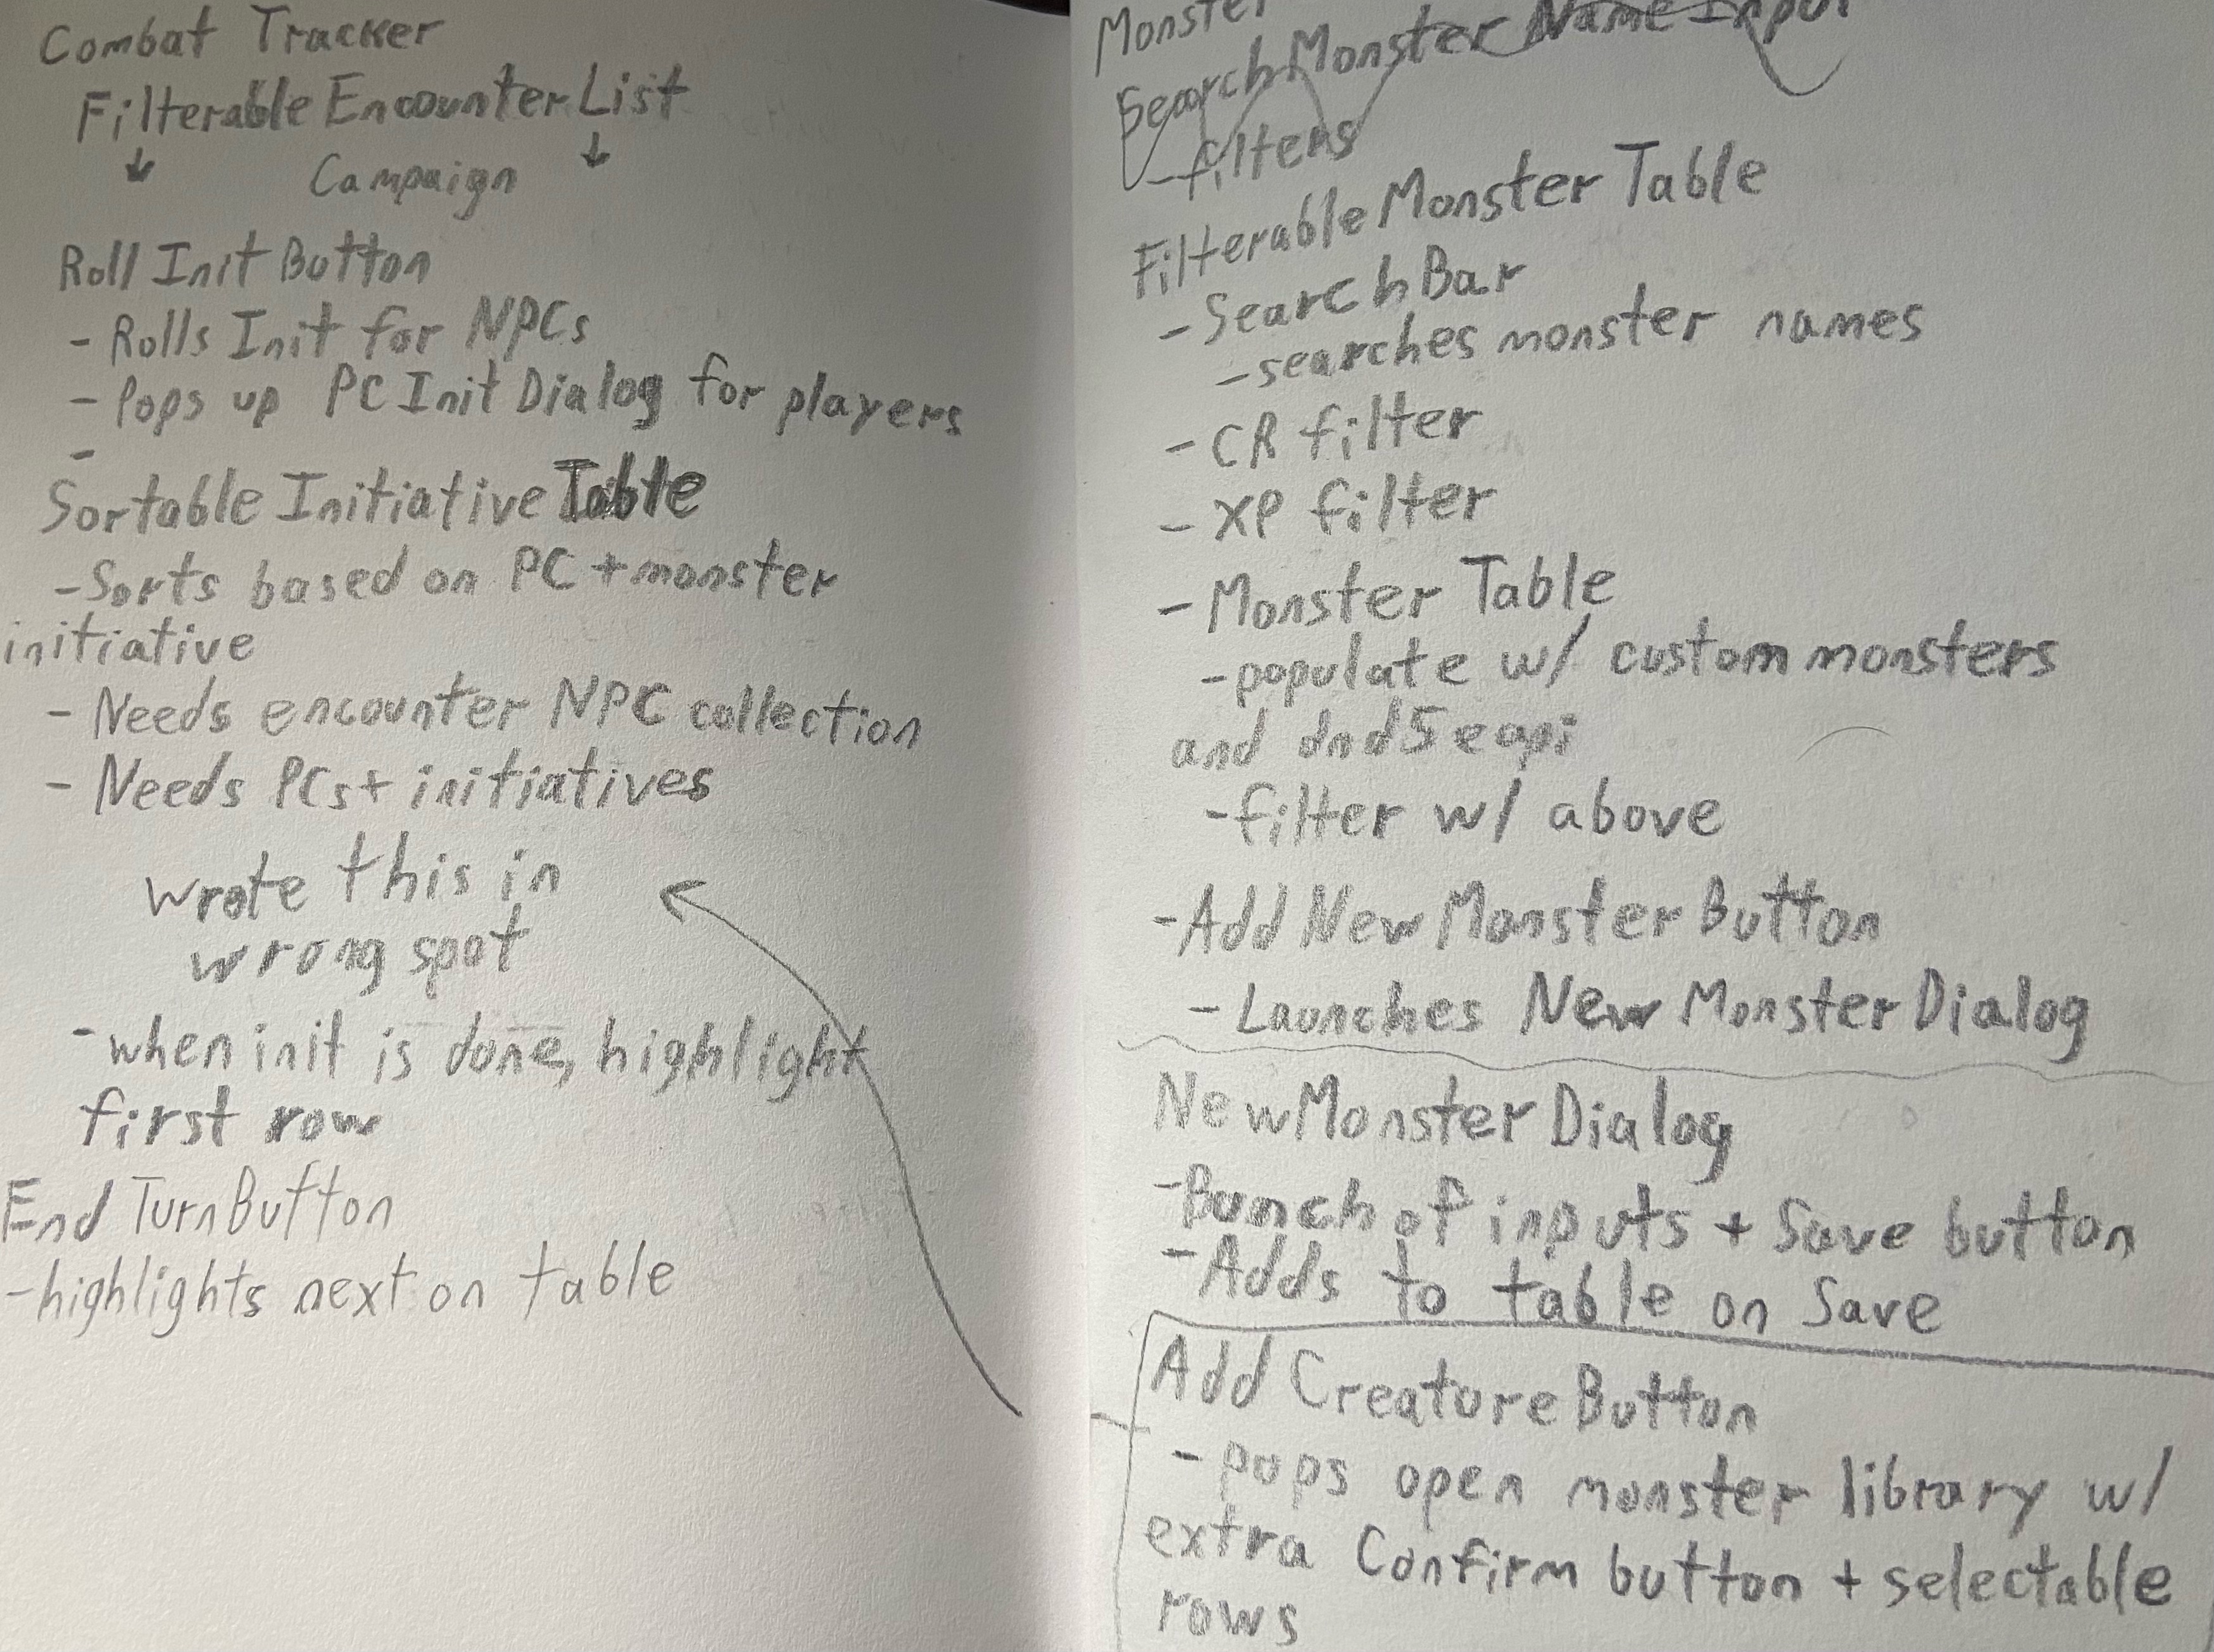 Combat Tracker
Filterable Encounter List
↓ Campaign ↓
Roll Init Button
- Rolls Init for NPCs
- Pops up PC Init Dialog for players
-
Sortable Initiative Table
- Sorts based on PC + monster
initiative
- Needs encounter NPC collection
- Needs PCs + initiatives
wrote this in
wrong spot
- when init is done, highlight
first row
End Turn Button
- highlights next on table
Monster
Search Monster Name Input
- filters
Filterable Monster Table
- Search Bar
- searches monster names
- CR filter
- XP filter
- Monster Table
- populate w/ custom monsters
and dnd5eapi
- filter w/ above
- Add New Monster Button
- Launches New Monster Dialog
New Monster Dialog
- Bunch of inputs + Save button
- Adds to table on Save
Add Creature Button
- pops open monster library w/
extra Confirm button + selectable
rows